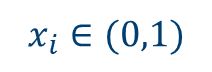 xᵢ ∈ (0,1)